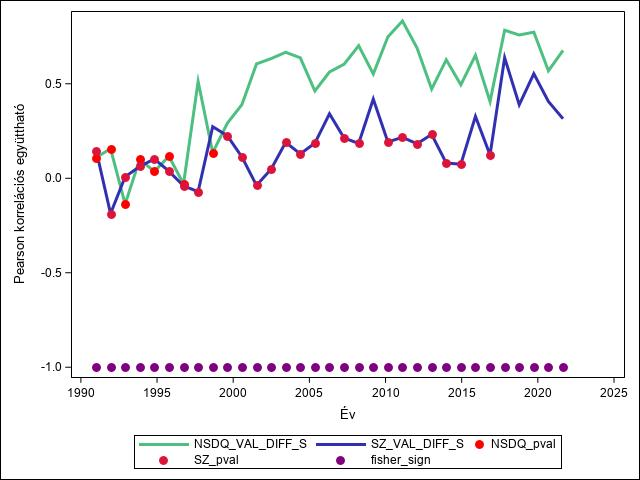 Pearson korrelációs együttható
0.5
0.0
-0.5
-1.0
1990 1995 2000 2005 2010 2015 2020 2025
Év
NSDQ_VAL_DIFF_S SZ_VAL_DIFF_S NSDQ_pval
SZ_pval fisher_sign